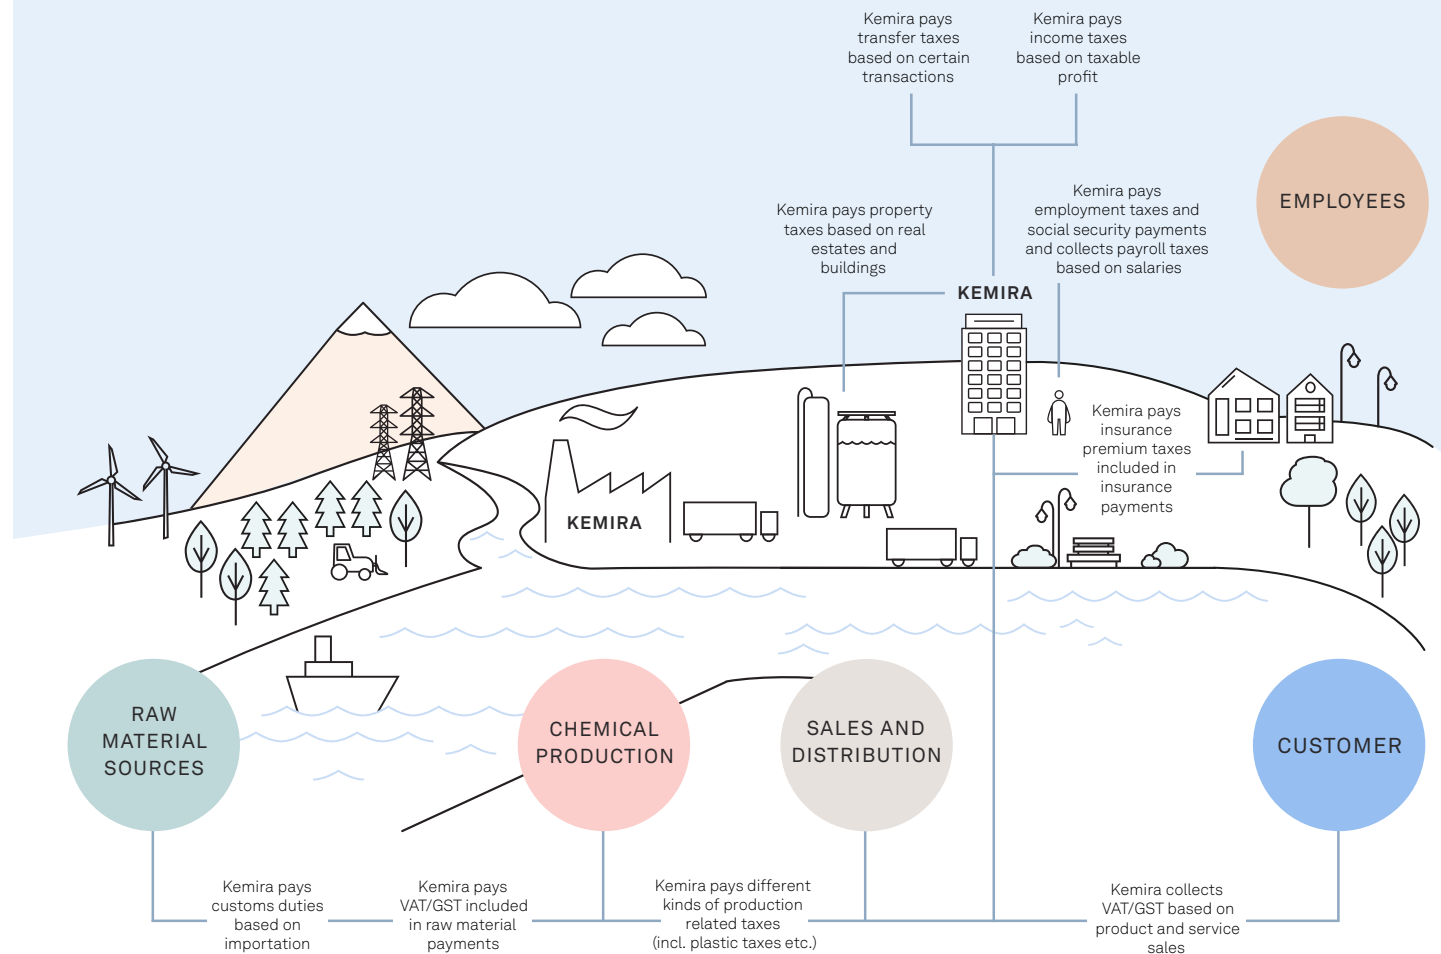 Kemira pays
transfer taxes
based on certain
transactions
Kemira pays
income taxes
based on taxable
profit
EMPLOYEES
Kemira pays property
taxes based on real
estates and
buildings
Kemira pays
employment taxes and
social security payments
and collects payroll taxes
based on salaries
KEMIRA
Kemira pays
insurance
premium taxes
included in
insurance
payments
KEMIRA
RAW
MATERIAL
SOURCES
CHEMICAL
PRODUCTION
SALES AND
DISTRIBUTION
CUSTOMER
Kemira pays
customs duties
based on
importation
Kemira pays
VAT/GST included
in raw material
payments
Kemira pays different
kinds of production
related taxes
(incl. plastic taxes etc.)
Kemira collects
VAT/GST based on
product and service
sales